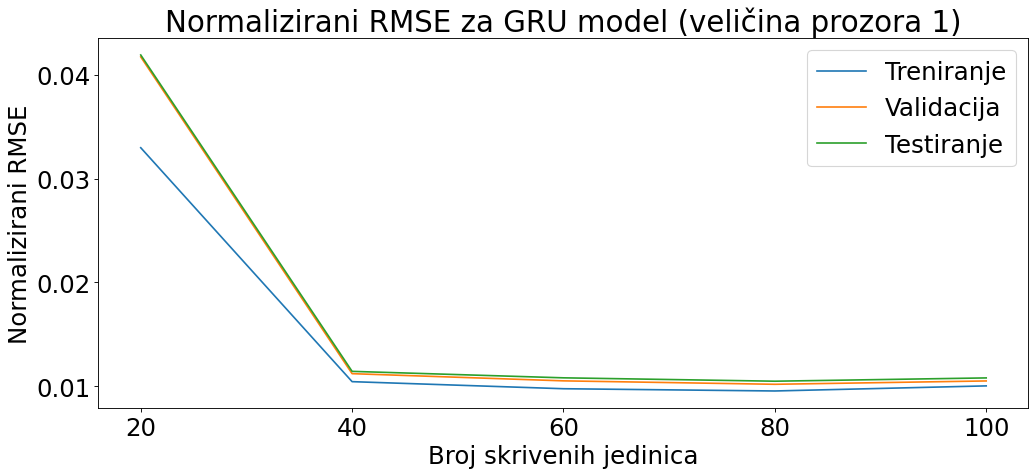 Normalizirani RMSE za GRU model (veličina prozora 1)
Normalizirani RMSE
0.04
0.03
0.02
0.01
Treniranje
Validacija
Testiranje
20 40 60 80 100
Broj skrivenih jedinica